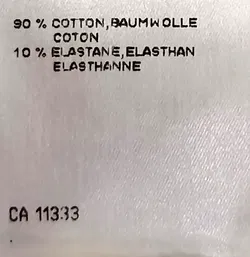 90 % COTTON,BAUMWOLLE
COTON
10 % ELASTANE,ELASTHAN
ELASTHANNE
CA 11333